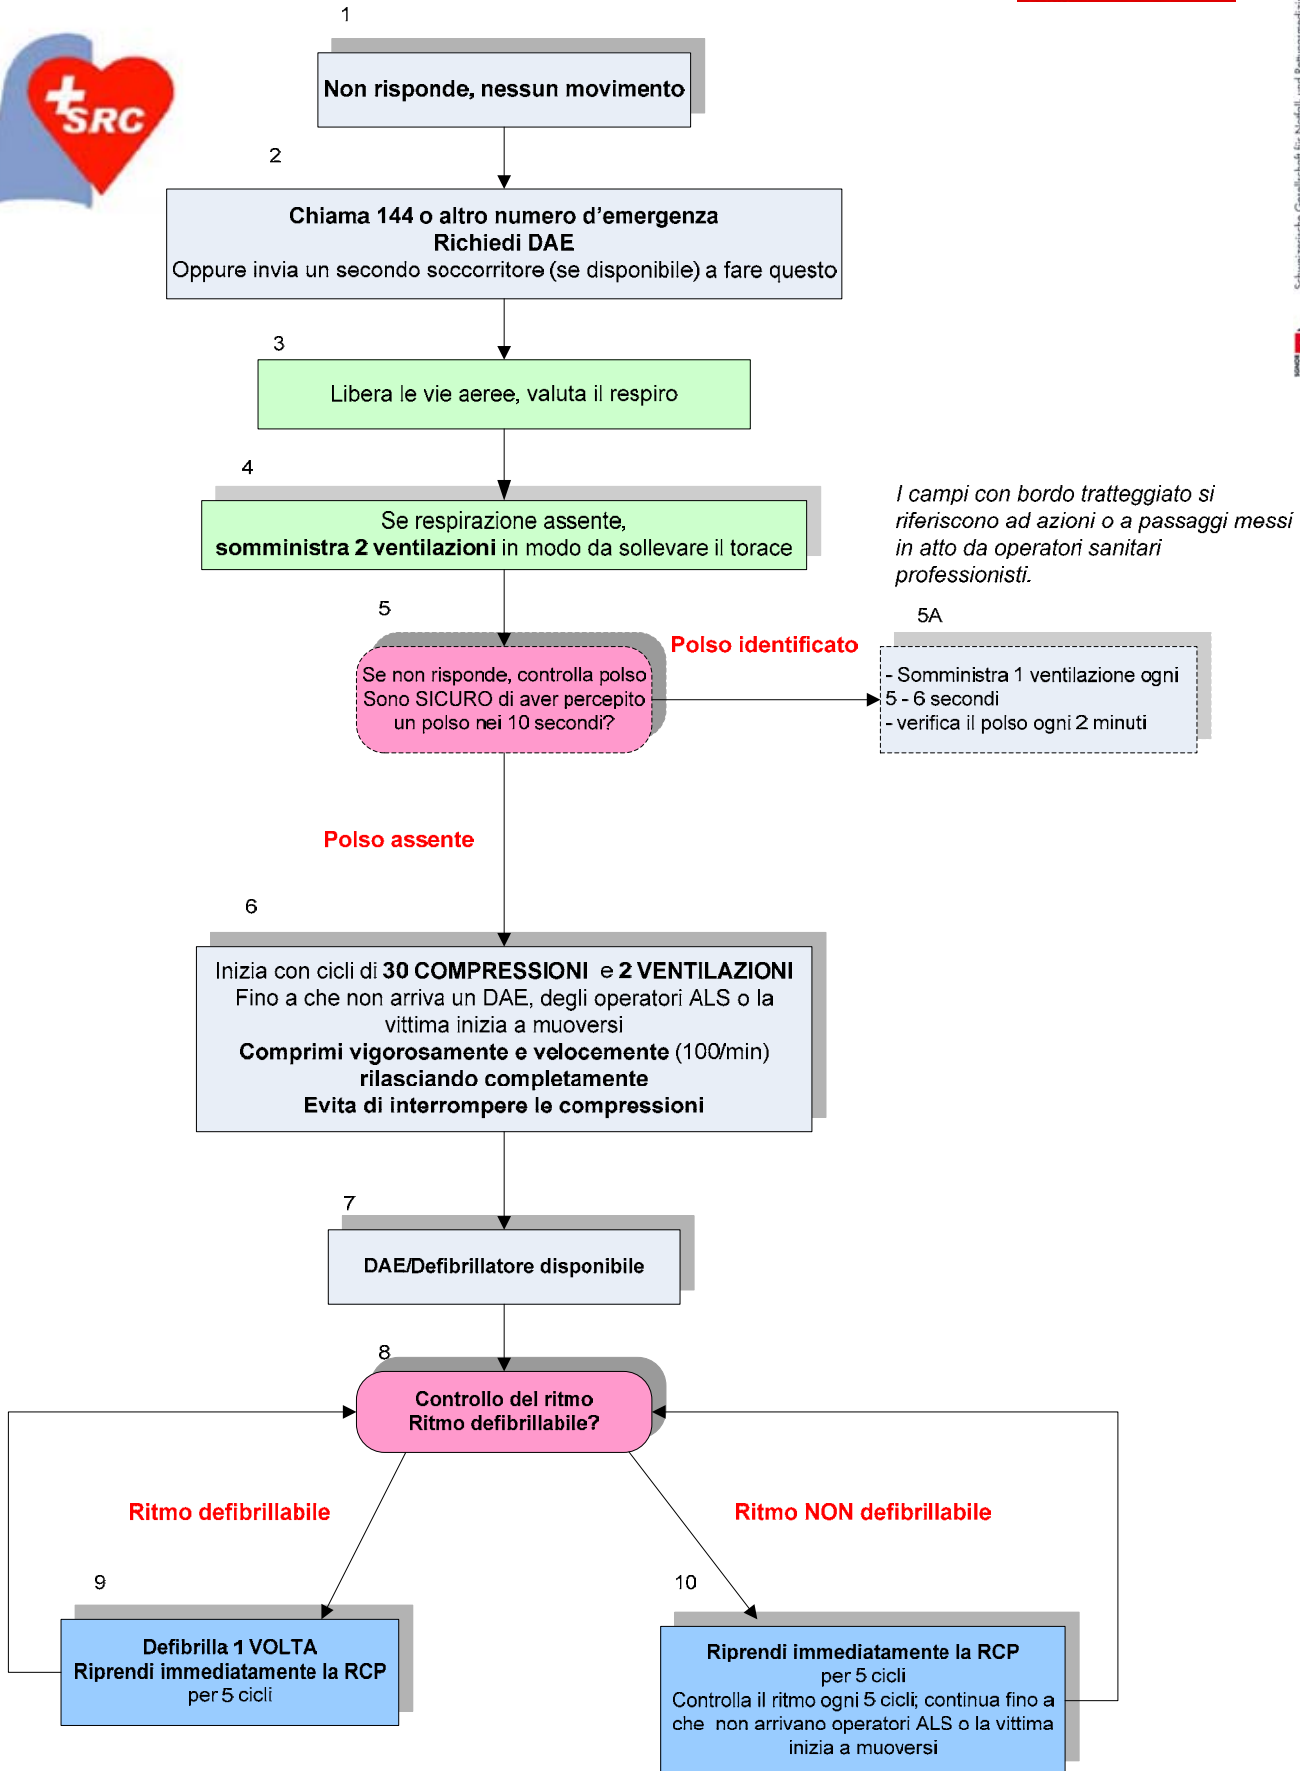 SRC
1
Non risponde, nessun movimento
2
Chiama 144 o altro numero d'emergenza
Richiedi DAE
Oppure invia un secondo soccorritore (se disponibile) a fare questo
3
Libera le vie aeree, valuta il respiro
4
Se respirazione assente,
somministra 2 ventilazioni in modo da sollevare il torace
I campi con bordo tratteggiato si
riferiscono ad azioni o a passaggi messi
in atto da operatori sanitari
professionisti.
5
Se non risponde, controlla polso
Sono SICURO di aver percepito
un polso nei 10 secondi?
Polso identificato
5A
- Somministra 1 ventilazione ogni
5 - 6 secondi
- verifica il polso ogni 2 minuti
Polso assente
6
Inizia con cicli di 30 COMPRESSIONI e 2 VENTILAZIONI
Fino a che non arriva un DAE, degli operatori ALS o la
vittima inizia a muoversi
Comprimi vigorosamente e velocemente (100/min)
rilasciando completamente
Evita di interrompere le compressioni
7
DAE/Defibrillatore disponibile
8
Controllo del ritmo
Ritmo defibrillabile?
Ritmo defibrillabile
Ritmo NON defibrillabile
9
Defibrilla 1 VOLTA
Riprendi immediatamente la RCP
per 5 cicli
10
Riprendi immediatamente la RCP
per 5 cicli
Controlla il ritmo ogni 5 cicli; continua fino a
che non arrivano operatori ALS o la vittima
inizia a muoversi